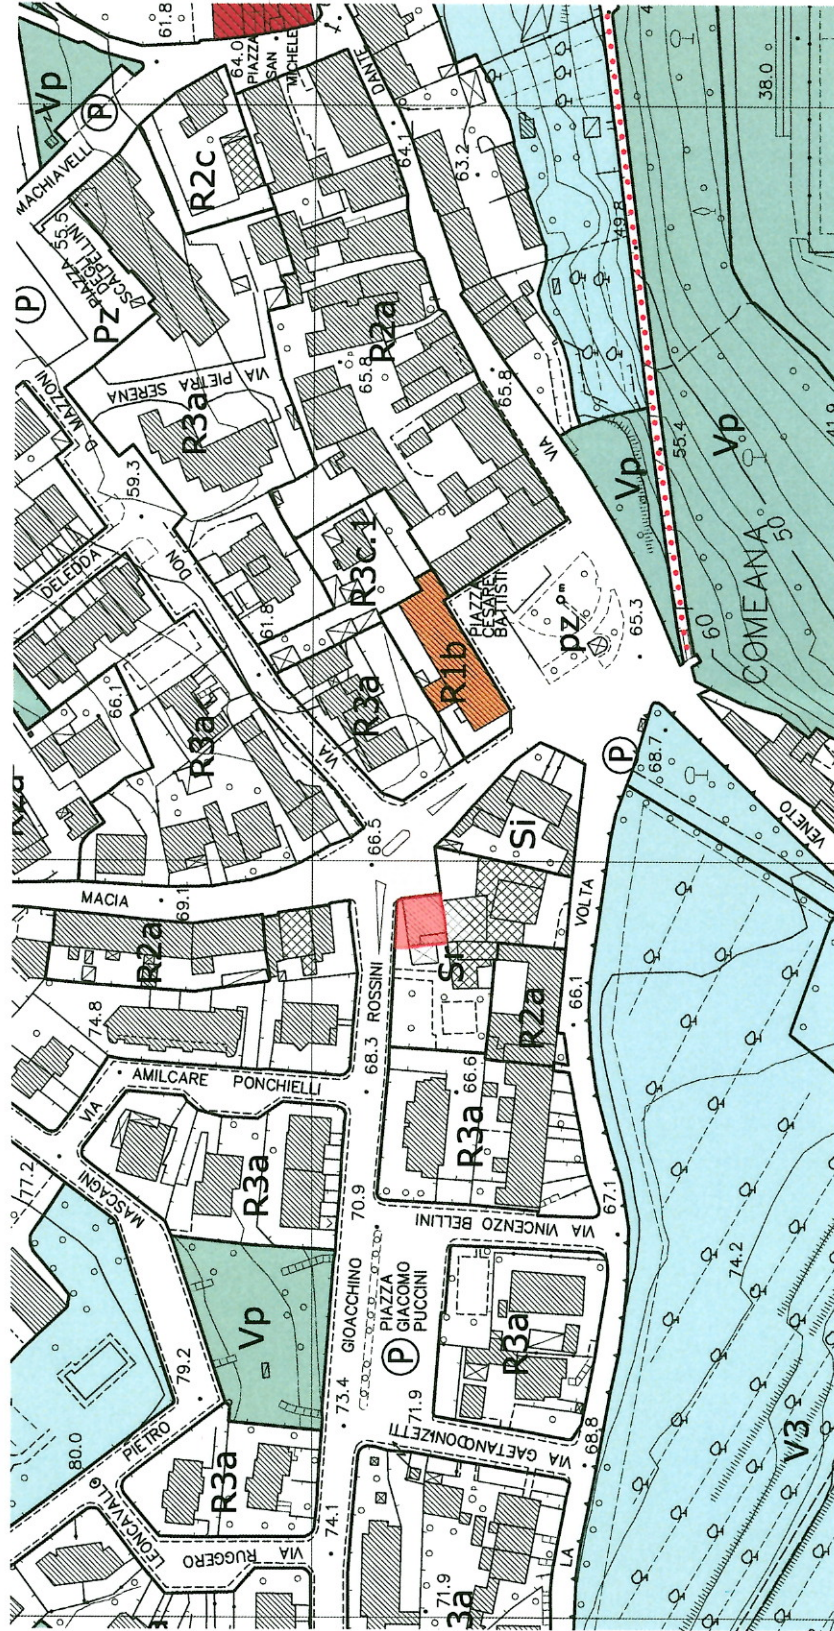 61.8
Vp
P
64.0
PIAZZA
SAN
MICHELE
MACHIAVELLI
R2c
DANTE
64.1
38.0
63.2
PIAZZA
DEGLI
SCALPELLINI
55.5
Pz
P
49.8
R2a
65.8
VIA PIETRA SERENA
R3a
D. MAZZONI
59.3
65.8
VIA
55.4
Vp
Vp
41.9
DELEDDA
DON
R3c.1
61.8
PIAZZA
CESARE
BATTISTI
E
pz
65.3
60
50
COMEANA
R1b
R3a
66.1
R3a
VIA
P
68.7
VENETO
66.5
Si
MACIA
69.1
VOLTA
R2a
ROSSINI
Sr
R2a
66.1
74.8
68.3
AMILCARE PONCHIELLI
VIA
66.6
R3a
77.2
MASCAGNI
R3a
70.9
VIA VINCENZO BELLINI
67.1
74.2
Vp
GIOACCHINO
PIAZZA
GIACOMO
PUCCINI
P
R3a
79.2
73.4
71.9
VIA GAETANO DONIZETTI
68.8
V3
PIETRO
80.0
R3a
LEONCAVALLO
RUGGERO
VIA
74.1
71.9
3a
LA